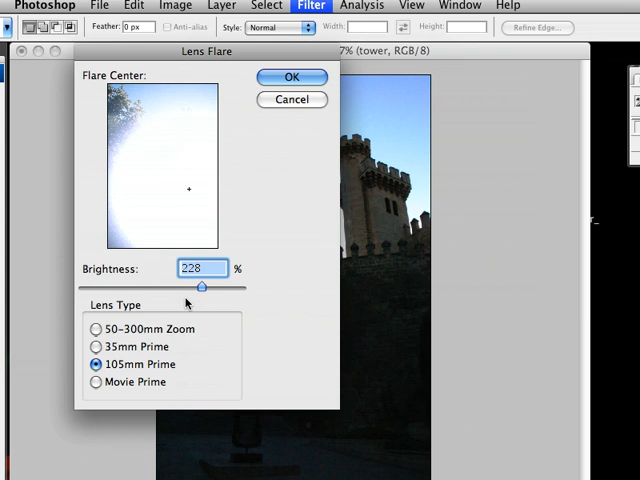 Photoshop File Edit Image Layer Select Filter Analysis View Window Help
Feather: 0 px Anti-alias Style: Normal Width: Height: Refine Edge...
Lens Flare
7% (tower, RGB/8)
Flare Center:
OK
Cancel
Brightness: 228 %
Lens Type
50-300mm Zoom
35mm Prime
105mm Prime
Movie Prime